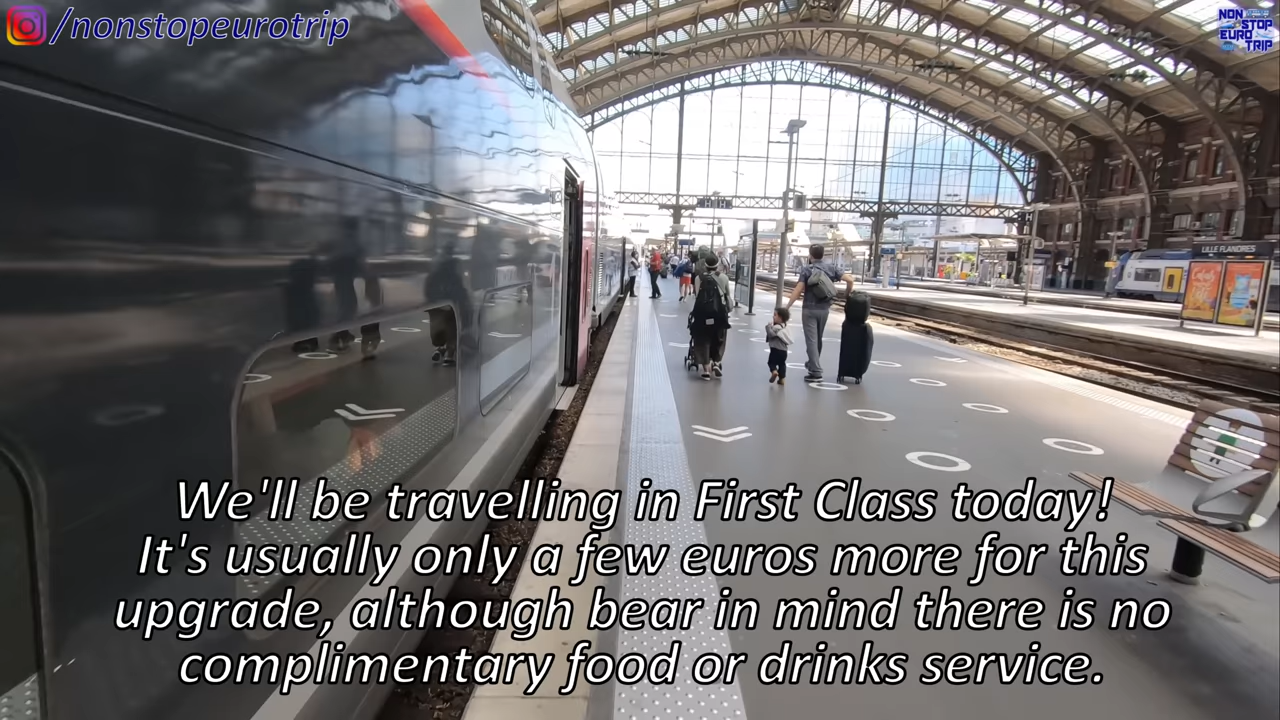 /nonstopeurotrip
NON STOP
EURO TRIP
LILLE FLANDRES
We'll be travelling in First Class today!
It's usually only a few euros more for this
upgrade, although bear in mind there is no
complimentary food or drinks service.